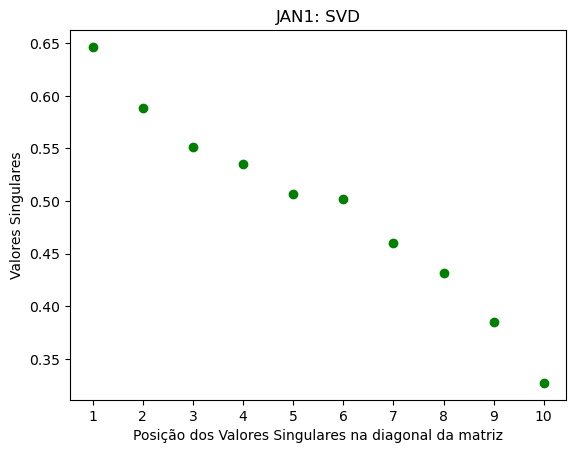 JAN1: SVD
Valores Singulares
0.65
0.60
0.55
0.50
0.45
0.40
0.35
1 2 3 4 5 6 7 8 9 10
Posição dos Valores Singulares na diagonal da matriz